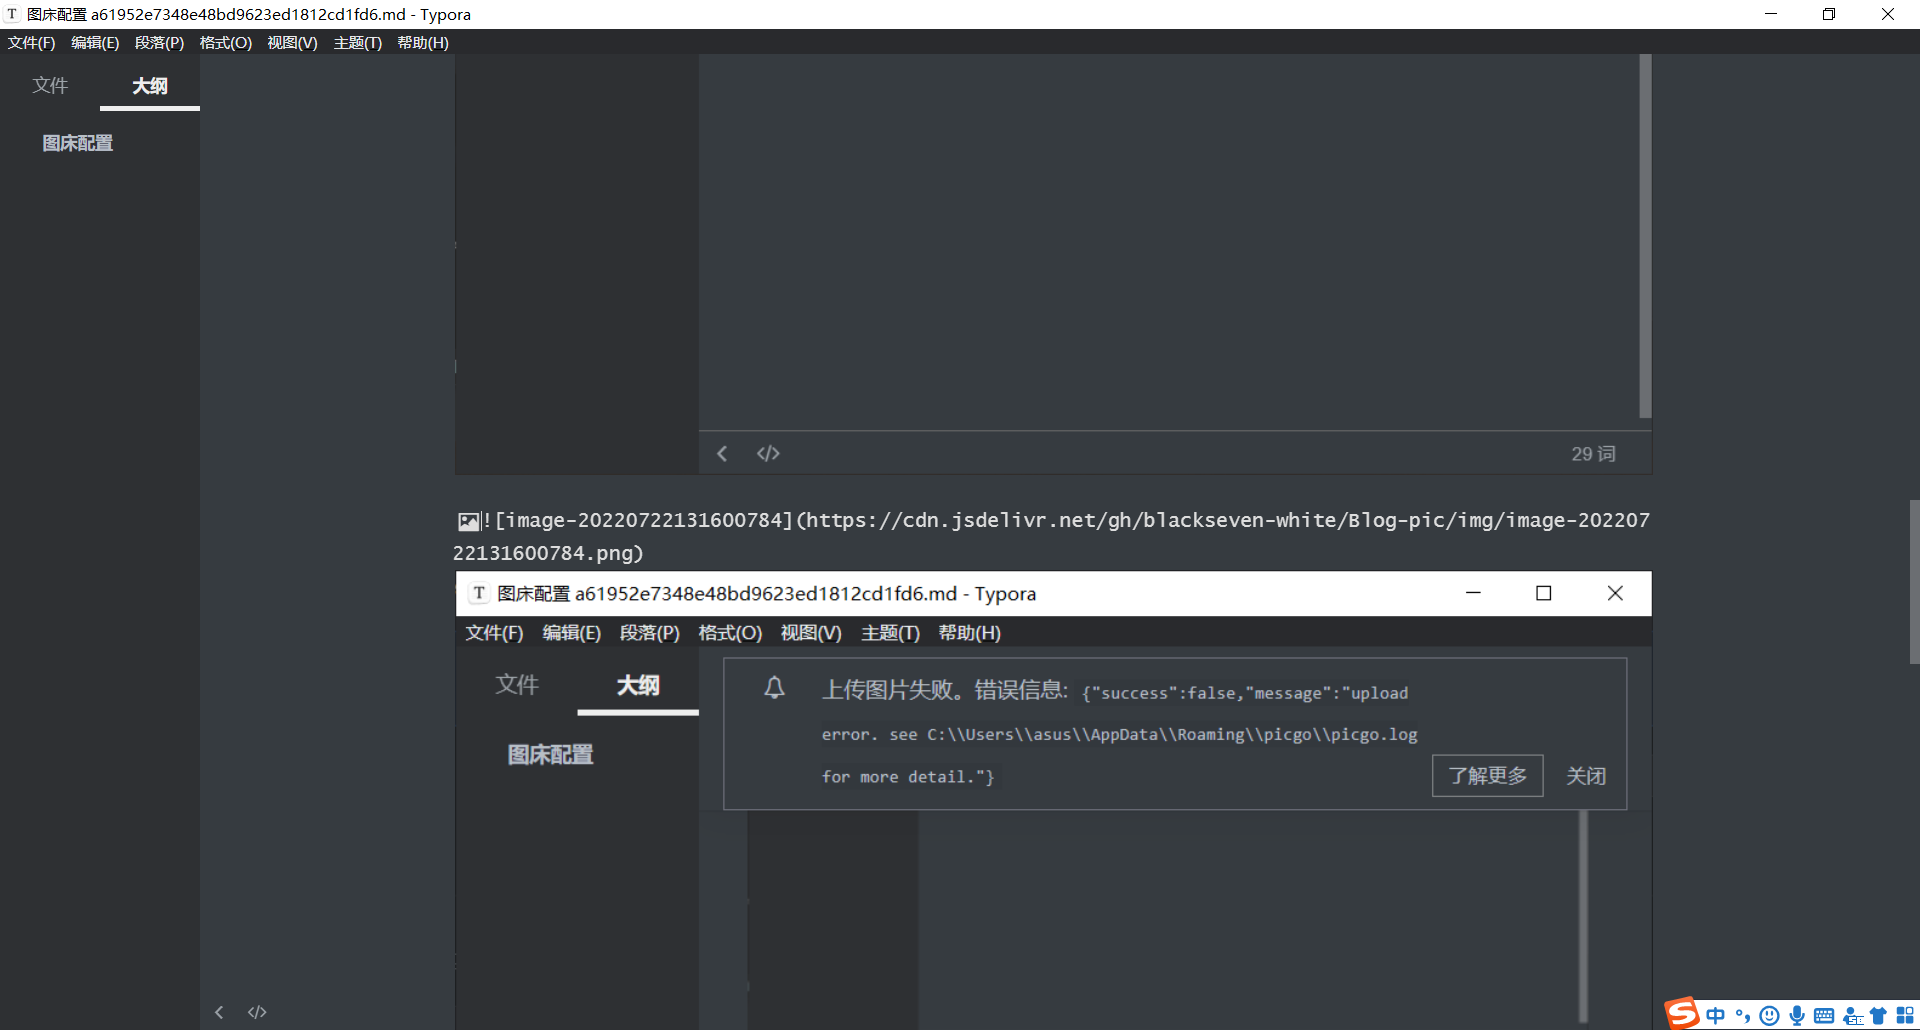 图床配置 a61952e7348e48bd9623ed1812cd1fd6.md - Typora
文件(F) 编辑(E) 段落(P) 格式(O) 视图(V) 主题(T) 帮助(H)
文件 大纲
图床配置
29 词
![image-20220722131600784](https://cdn.jsdelivr.net/gh/blackseven-white/Blog-pic/img/image-202207
22131600784.png)
图床配置 a61952e7348e48bd9623ed1812cd1fd6.md - Typora
文件(F) 编辑(E) 段落(P) 格式(O) 视图(V) 主题(T) 帮助(H)
文件 大纲
图床配置
上传图片失败。错误信息: {"success":false,"message":"upload
error. see C:\\Users\\asus\\AppData\\Roaming\\picgo\\picgo.log
for more detail."}
了解更多 关闭
中